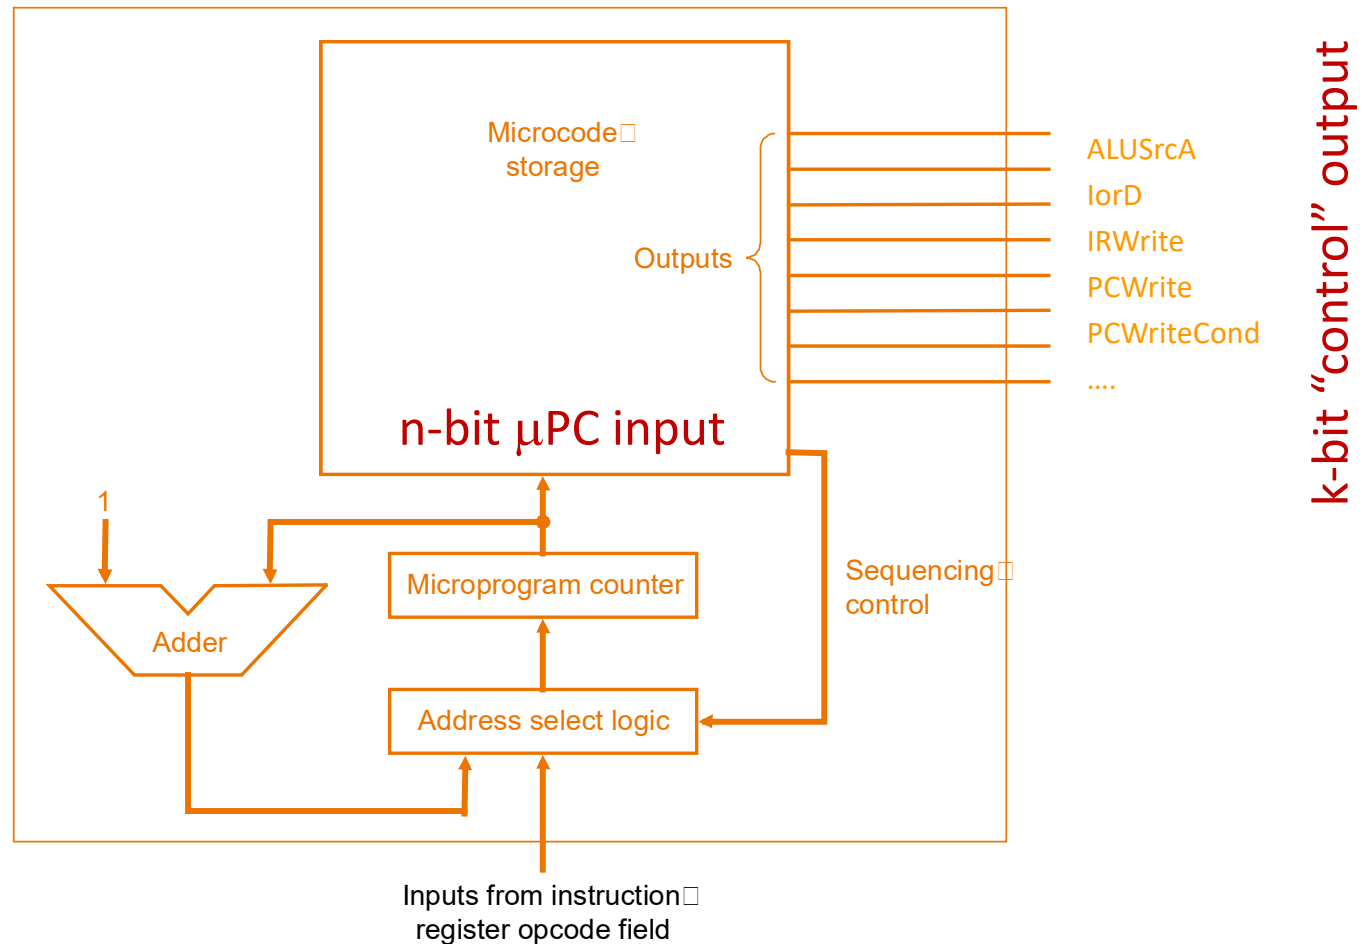 Microcode
storage
Outputs
ALUSrcA
IorD
IRWrite
PCWrite
PCWriteCond
....
k-bit “control” output
n-bit μPC input
1
Microprogram counter
Sequencing
control
Adder
Address select logic
Inputs from instruction
register opcode field